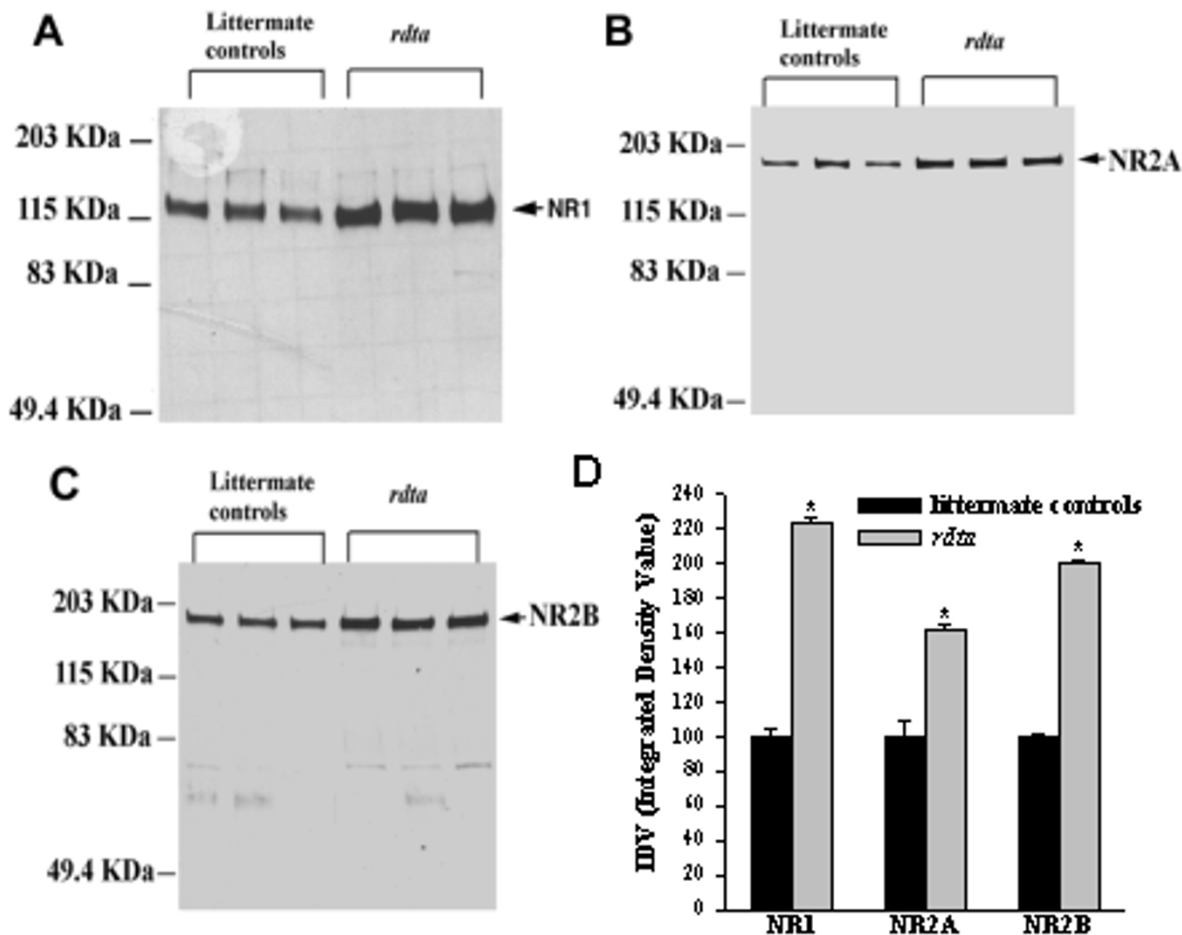 A
Littermate
controls
rdta
203 KDa
115 KDa
83 KDa
49.4 KDa
NR1
B
Littermate
controls
rdta
203 KDa
115 KDa
83 KDa
49.4 KDa
NR2A
C
Littermate
controls
rdta
203 KDa
115 KDa
83 KDa
49.4 KDa
NR2B
D
IDV (Integrated Density Value)
240
220
200
180
160
140
120
100
80
60
40
20
0
littermate controls
rdta
*
*
*
NR1 NR2A NR2B